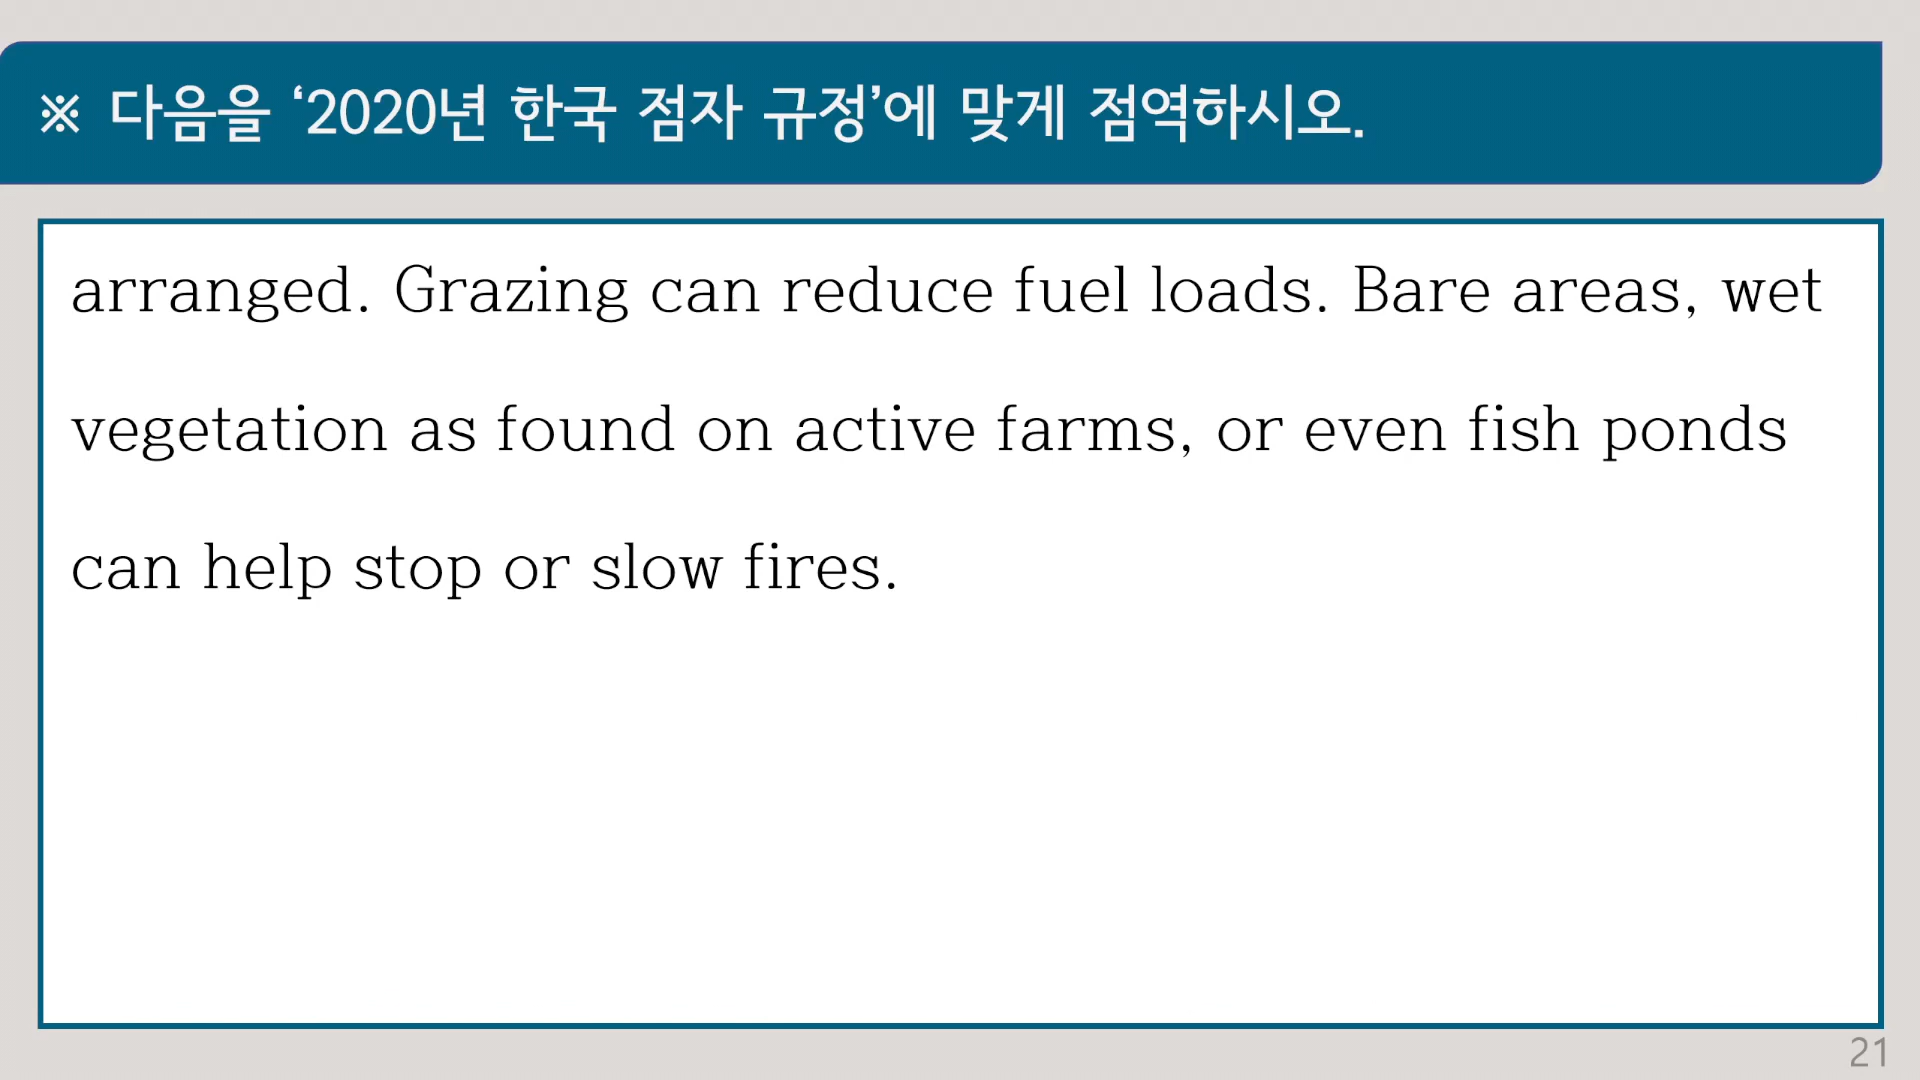 ※ 다음을 ‘2020년 한국 점자 규정’에 맞게 점역하시오.
arranged. Grazing can reduce fuel loads. Bare areas, wet
vegetation as found on active farms, or even fish ponds
can help stop or slow fires.
21